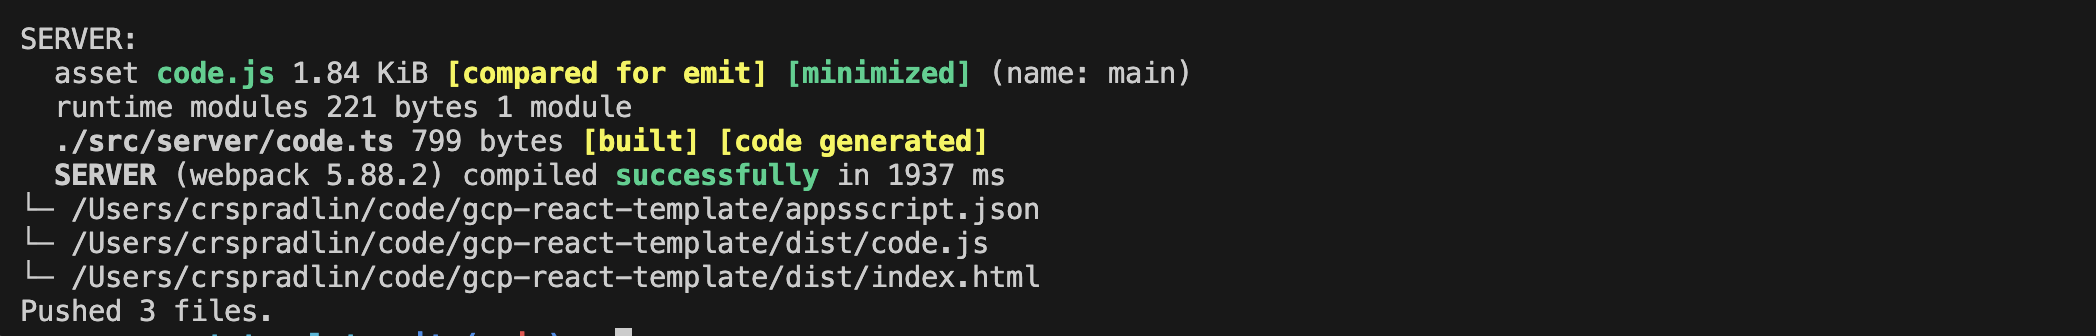 SERVER:
asset code.js 1.84 KiB [compared for emit] [minimized] (name: main)
runtime modules 221 bytes 1 module
./src/server/code.ts 799 bytes [built] [code generated]
SERVER (webpack 5.88.2) compiled successfully in 1937 ms
└─ /Users/crspradlin/code/gcp-react-template/appsscript.json
└─ /Users/crspradlin/code/gcp-react-template/dist/code.js
└─ /Users/crspradlin/code/gcp-react-template/dist/index.html
Pushed 3 files.